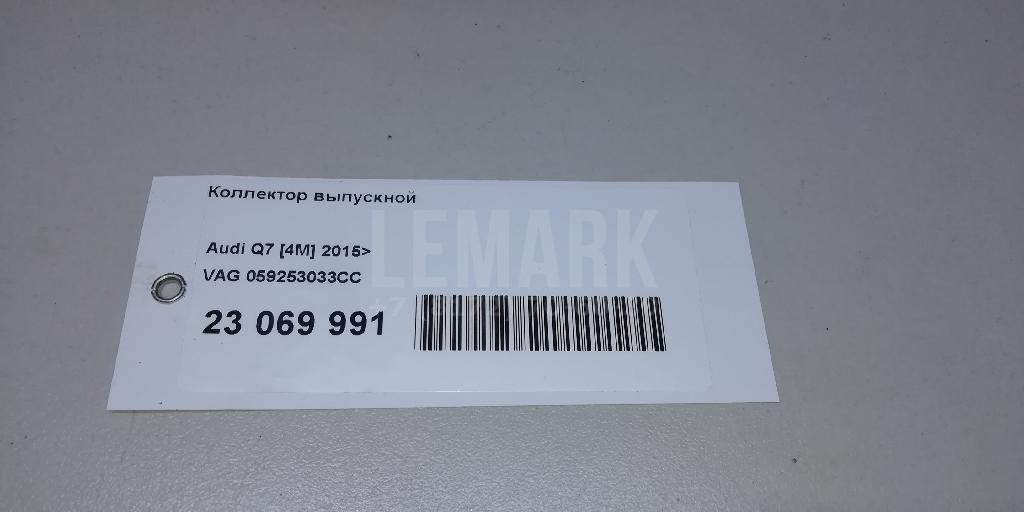 Коллектор выпускной
LEMARK
Audi Q7 [4M] 2015>
VAG 059253033CC
23 069 991